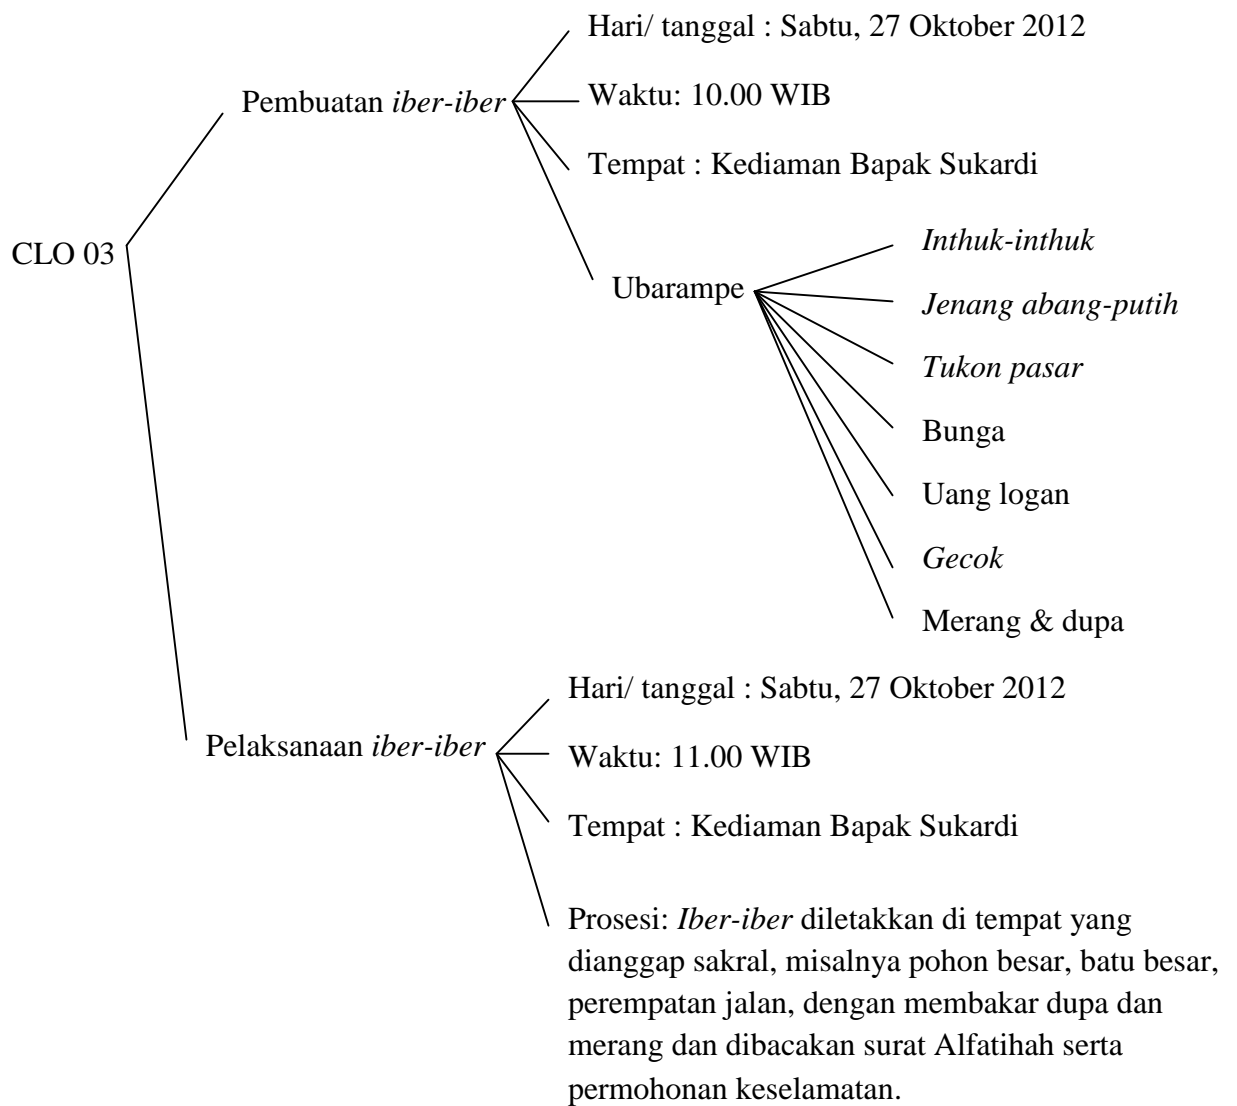 Hari/ tanggal : Sabtu, 27 Oktober 2012
Pembuatan iber-iber
Waktu: 10.00 WIB
Tempat : Kediaman Bapak Sukardi
CLO 03
Ubarampe
Inthuk-inthuk
Jenang abang-putih
Tukon pasar
Bunga
Uang logan
Gecok
Merang & dupa
Hari/ tanggal : Sabtu, 27 Oktober 2012
Pelaksanaan iber-iber
Waktu: 11.00 WIB
Tempat : Kediaman Bapak Sukardi
Prosesi: Iber-iber diletakkan di tempat yang
dianggap sakral, misalnya pohon besar, batu besar,
perempatan jalan, dengan membakar dupa dan
merang dan dibacakan surat Alfatihah serta
permohonan keselamatan.